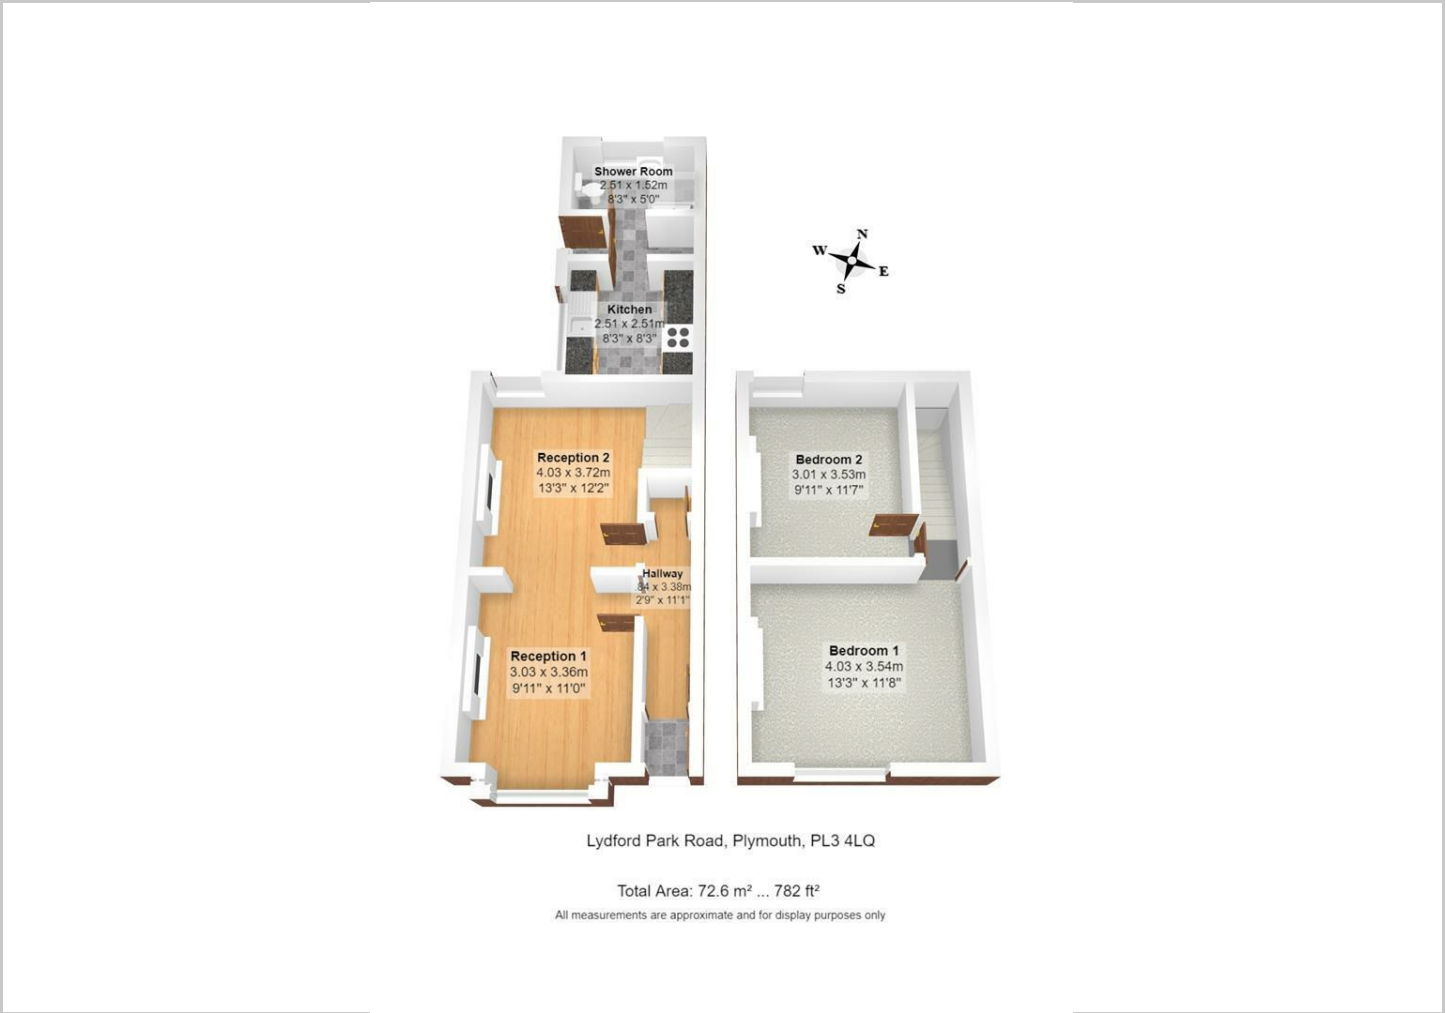 Shower Room
2.51 x 1.52m
8'3" x 5'0"
N
W
E
S
Kitchen
2.51 x 2.51m
8'3" x 8'3"
Reception 2
4.03 x 3.72m
13'3" x 12'2"
Bedroom 2
3.01 x 3.53m
9'11" x 11'7"
Hallway
.84 x 3.38m
2'9" x 11'1"
Reception 1
3.03 x 3.36m
9'11" x 11'0"
Bedroom 1
4.03 x 3.54m
13'3" x 11'8"
Lydford Park Road, Plymouth, PL3 4LQ
Total Area: 72.6 m² ... 782 ft²
All measurements are approximate and for display purposes only